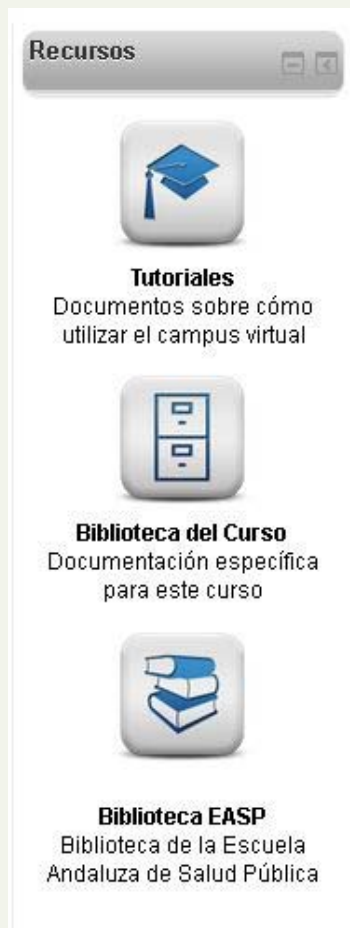 Recursos
Tutoriales
Documentos sobre cómo
utilizar el campus virtual
Biblioteca del Curso
Documentación específica
para este curso
Biblioteca EASP
Biblioteca de la Escuela
Andaluza de Salud Pública